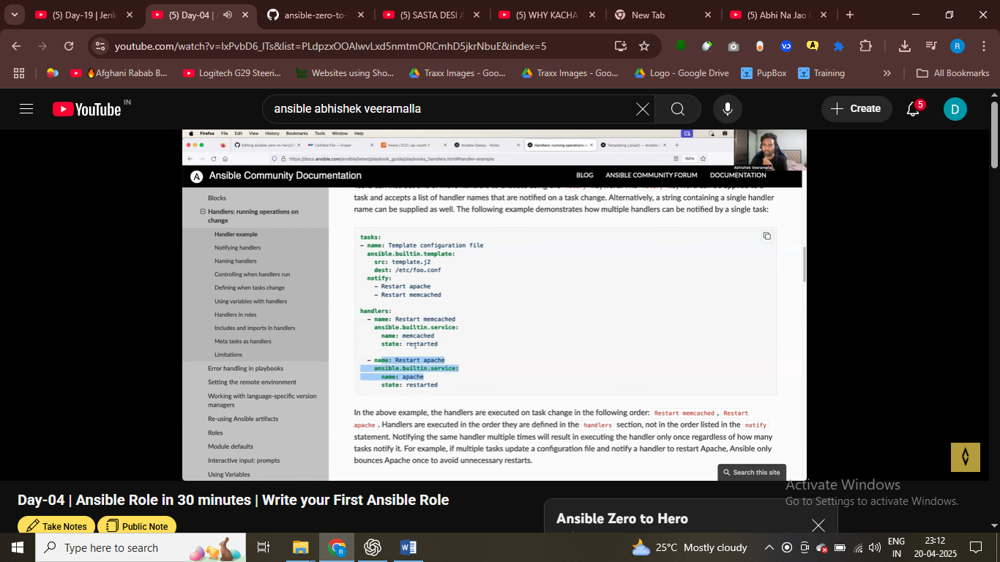 (5) Day-19 | Jenk
(5) Day-04 | A
ansible-zero-to-
(5) SASTA DESI A
(5) WHY KACHA
New Tab
(5) Abhi Na Jao
youtube.com/watch?v=IxPvbD6_ITs&list=PLdpzxOOAlwvLxd5nmtmORCmhD5jkrNbuE&index=5
R
Afghani Rabab B...
Logitech G29 Steeri...
Websites using Sho...
Traxx Images - Goo...
Traxx Images - Goo...
Logo - Google Drive
PupBox
Training
All Bookmarks
YouTube IN
ansible abhishek veeramalla
Create
5
D
Firefox File Edit View History Bookmarks Tools Window Help
Editing ansible-zero-to-hero/D
Untitled File — Eraser
Home | EC2 | ap-south-1
Ansible Galaxy - Roles
Handlers: running operations o
Templating (Jinja2) — Ansible
https://docs.ansible.com/ansible/latest/playbook_guide/playbooks_handlers.html#handler-example
150%
Abhishek Veeramalla
Ansible Community Documentation
BLOG ANSIBLE COMMUNITY FORUM DOCUMENTATION
Blocks
Handlers: running operations on
change
Handler example
Notifying handlers
Naming handlers
Controlling when handlers run
Defining when tasks change
Using variables with handlers
Handlers in roles
Includes and imports in handlers
Meta tasks as handlers
Limitations
Error handling in playbooks
Setting the remote environment
Working with language-specific version
managers
Re-using Ansible artifacts
Roles
Module defaults
Interactive input: prompts
Using Variables
task and accepts a list of handler names that are notified on a task change. Alternatively, a string containing a single handler
name can be supplied as well. The following example demonstrates how multiple handlers can be notified by a single task:
tasks:
- name: Template configuration file
ansible.builtin.template:
src: template.j2
dest: /etc/foo.conf
notify:
- Restart apache
- Restart memcached
handlers:
- name: Restart memcached
ansible.builtin.service:
name: memcached
state: restarted
- name: Restart apache
ansible.builtin.service:
name: apache
state: restarted
In the above example, the handlers are executed on task change in the following order: Restart memcached , Restart
apache . Handlers are executed in the order they are defined in the handlers section, not in the order listed in the notify
statement. Notifying the same handler multiple times will result in executing the handler only once regardless of how many
tasks notify it. For example, if multiple tasks update a configuration file and notify a handler to restart Apache, Ansible only
bounces Apache once to avoid unnecessary restarts.
Search this site
Day-04 | Ansible Role in 30 minutes | Write your First Ansible Role
Take Notes
Public Note
Ansible Zero to Hero
Activate Windows
Go to Settings to activate Windows.
Type here to search
25°C Mostly cloudy
ENG
IN
23:12
20-04-2025